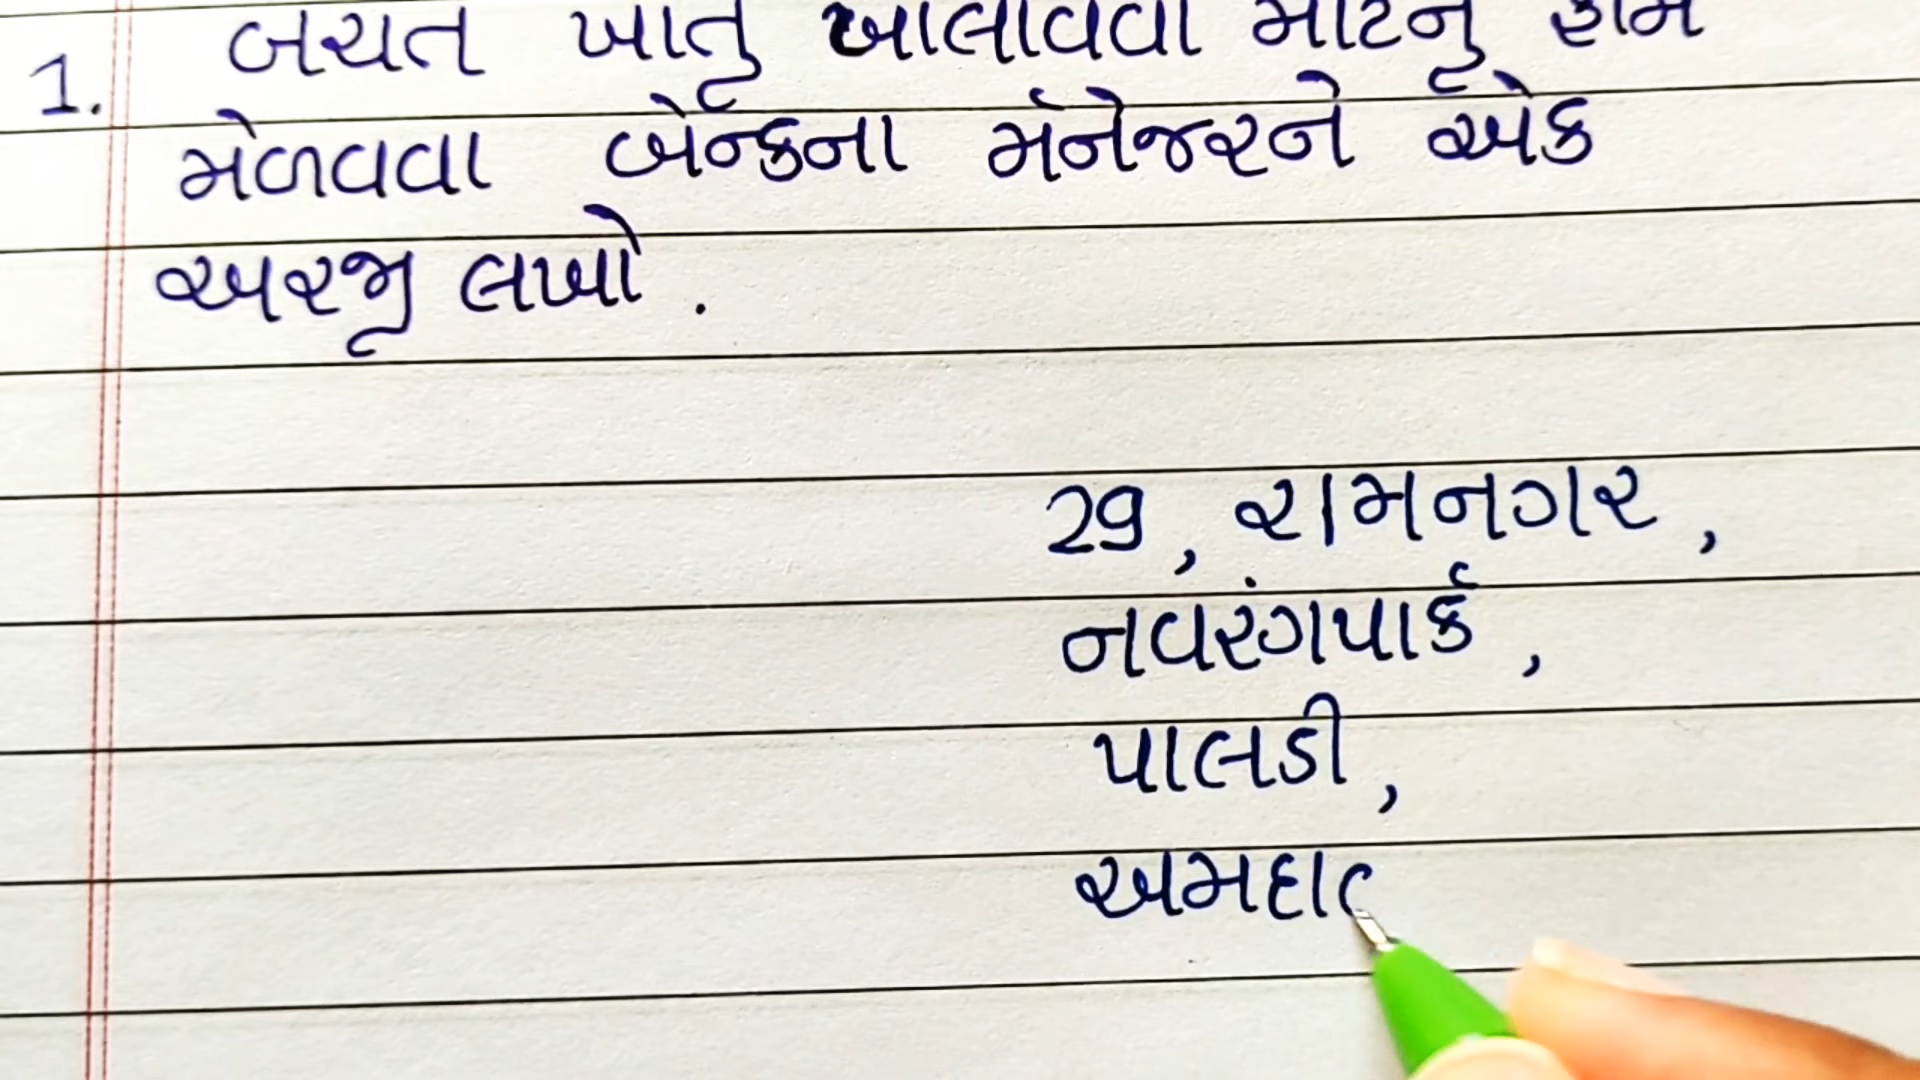 1. બચત ખાતુ ખોલાવવા માટેનુ ફોર્મ
મેળવવા બેન્કના મેનેજરને એક
અરજી લખો.
29, રામનગર,
નવરંગપાર્ક,
પાલડી,
અમદાવ